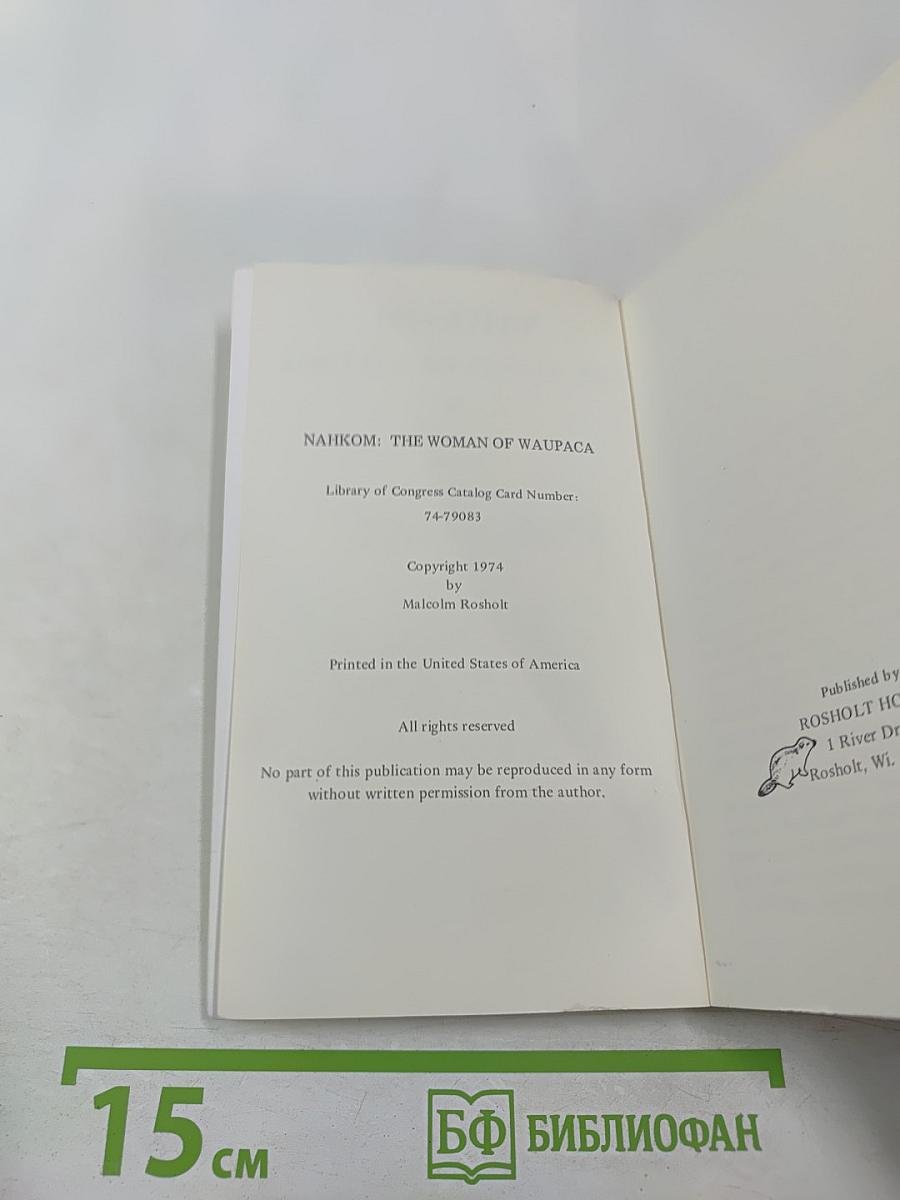 NAHKOM: THE WOMAN OF WAUPACA
Library of Congress Catalog Card Number:
74-79083
Copyright 1974
by
Malcolm Rosholt
Printed in the United States of America
All rights reserved
No part of this publication may be reproduced in any form
without written permission from the author.
Published by
ROSHOLT
1 River
Rosholt, Wi.
15 см
БФ БИБЛИОФАН